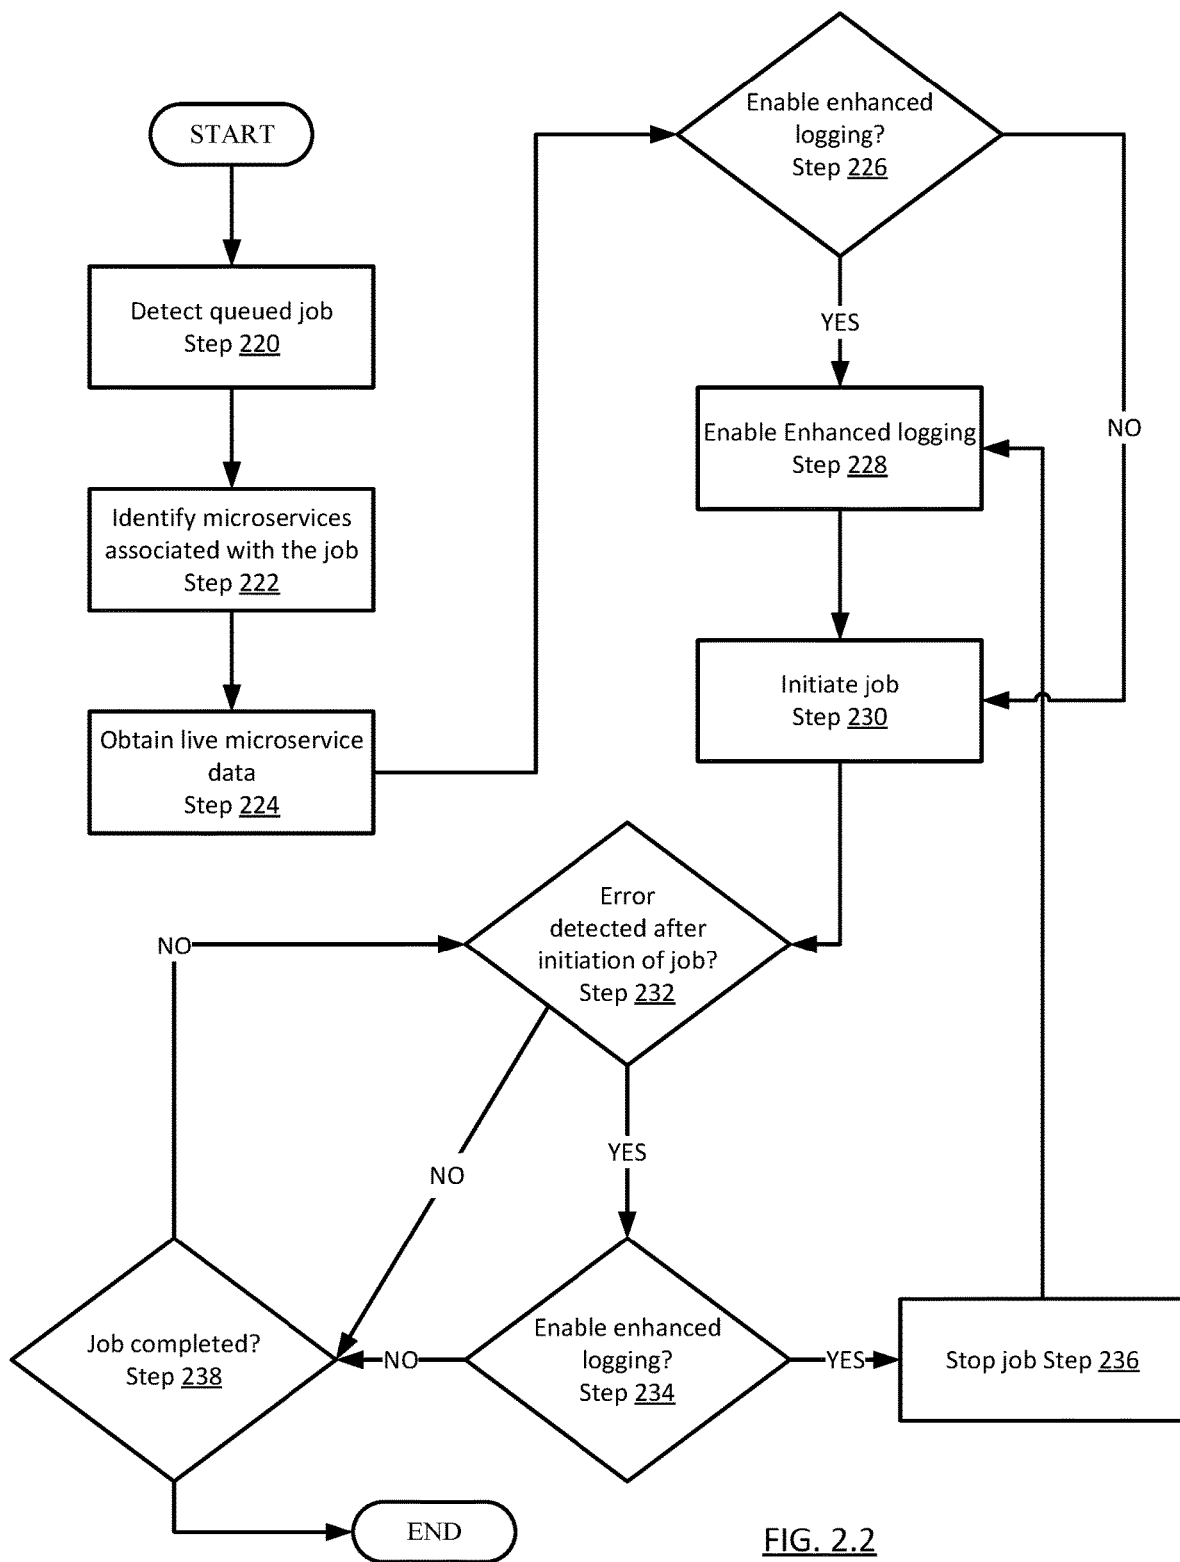 START
Detect queued job
Step 220
Identify microservices
associated with the job
Step 222
Obtain live microservice
data
Step 224
Enable enhanced
logging?
Step 226
YES
NO
Enable Enhanced logging
Step 228
Initiate job
Step 230
Error
detected after
initiation of job?
Step 232
NO
NO
YES
Job completed?
Step 238
NO
Enable enhanced
logging?
Step 234
YES
Stop job Step 236
END
FIG. 2.2